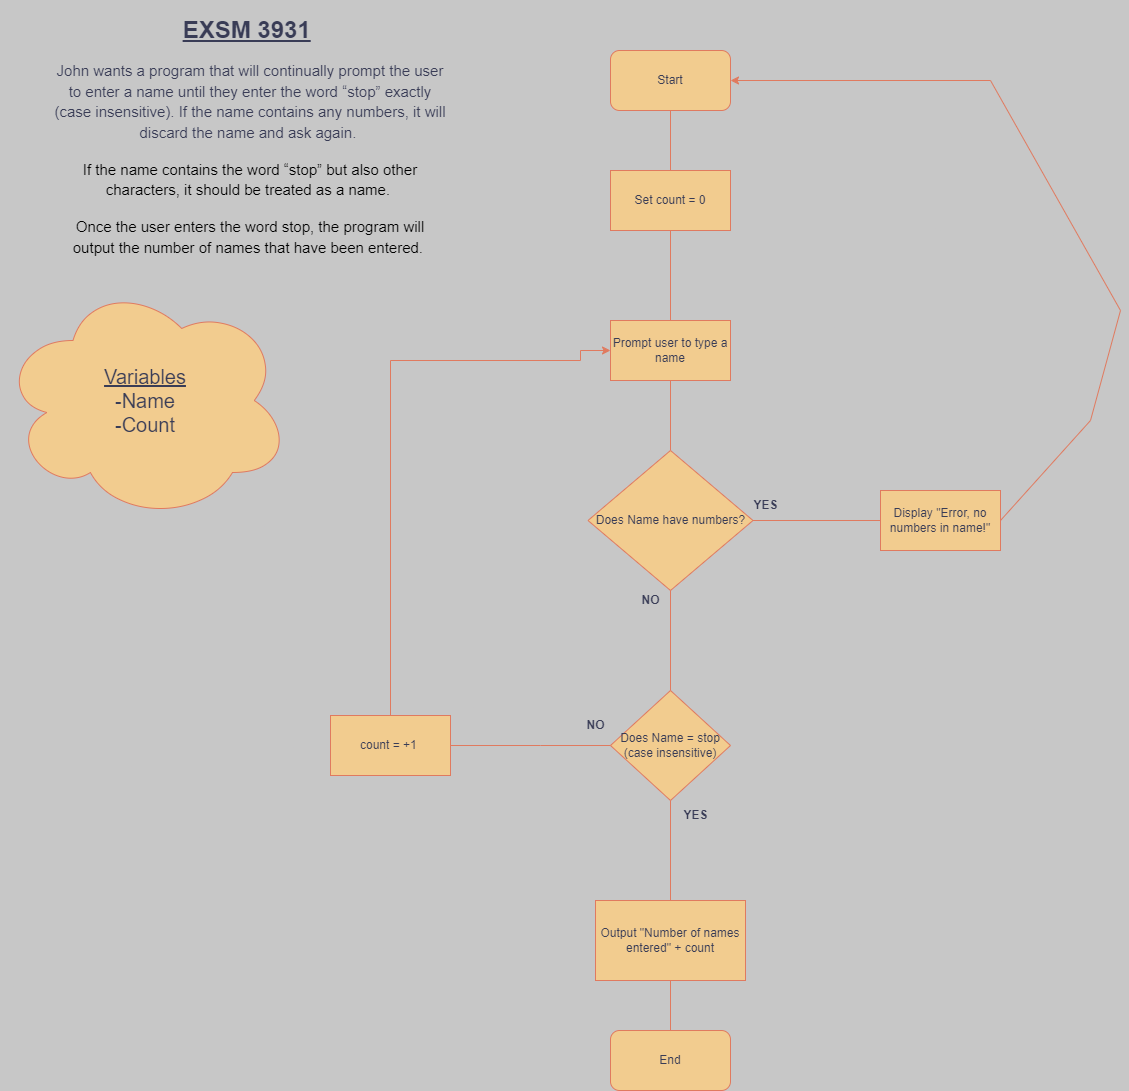 EXSM 3931
John wants a program that will continually prompt the user
to enter a name until they enter the word “stop” exactly
(case insensitive). If the name contains any numbers, it will
discard the name and ask again.
If the name contains the word “stop” but also other
characters, it should be treated as a name.
Once the user enters the word stop, the program will
output the number of names that have been entered.
Variables
-Name
-Count
Start
Set count = 0
Prompt user to type a
name
Does Name have numbers?
YES
Display "Error, no
numbers in name!"
NO
Does Name = stop
(case insensitive)
NO
count = +1
YES
Output "Number of names
entered" + count
End